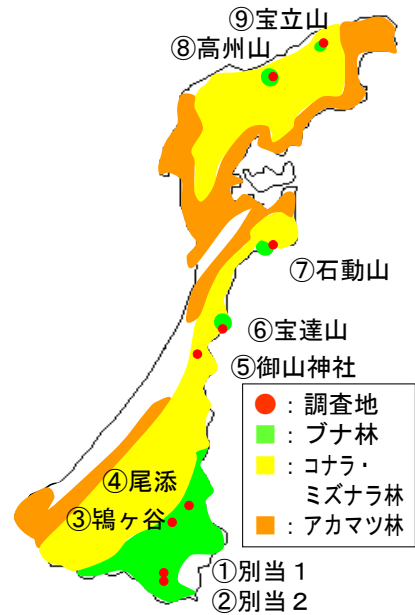 ⑨宝立山
⑧高州山
⑦石動山
⑥宝達山
⑤御山神社
④尾添
③鴇ヶ谷
①別当1
②別当2
：調査地
：ブナ林
：コナラ・
ミズナラ林
：アカマツ林